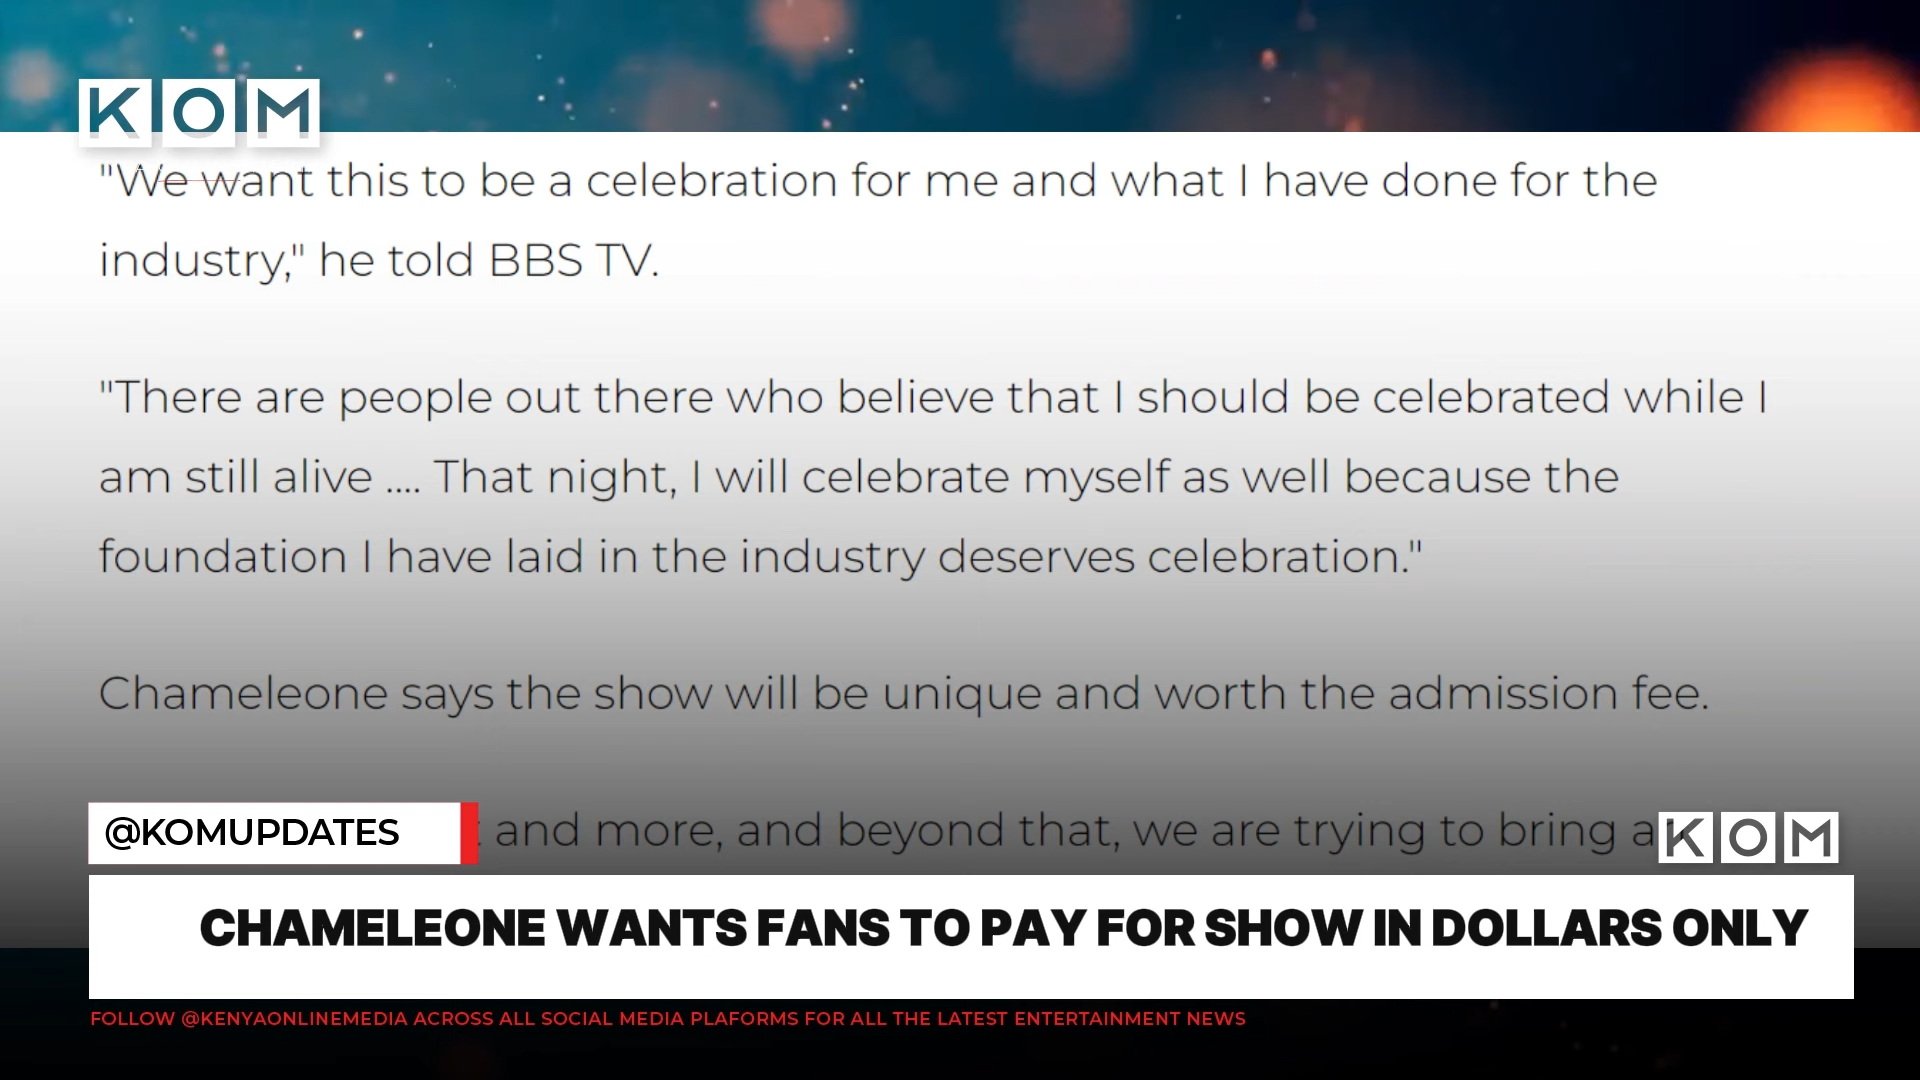 KOM
"We want this to be a celebration for me and what I have done for the
industry," he told BBS TV.
"There are people out there who believe that I should be celebrated while I
am still alive .... That night, I will celebrate myself as well because the
foundation I have laid in the industry deserves celebration."
Chameleone says the show will be unique and worth the admission fee.
@KOMUPDATES
and more, and beyond that, we are trying to bring
KOM
CHAMELEONE WANTS FANS TO PAY FOR SHOW IN DOLLARS ONLY
FOLLOW @KENYAONLINEMEDIA ACROSS ALL SOCIAL MEDIA PLAFORMS FOR ALL THE LATEST ENTERTAINMENT NEWS